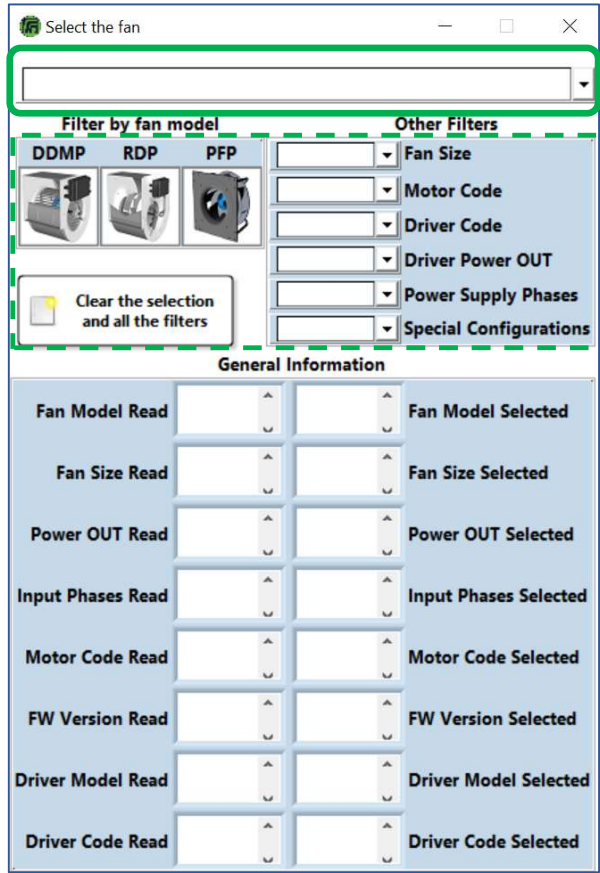 Select the fan
Filter by fan model
Other Filters
DDMP RDP PFP
Fan Size
Motor Code
Driver Code
Driver Power OUT
Power Supply Phases
Special Configurations
Clear the selection
and all the filters
General Information
Fan Model Read
Fan Model Selected
Fan Size Read
Fan Size Selected
Power OUT Read
Power OUT Selected
Input Phases Read
Input Phases Selected
Motor Code Read
Motor Code Selected
FW Version Read
FW Version Selected
Driver Model Read
Driver Model Selected
Driver Code Read
Driver Code Selected